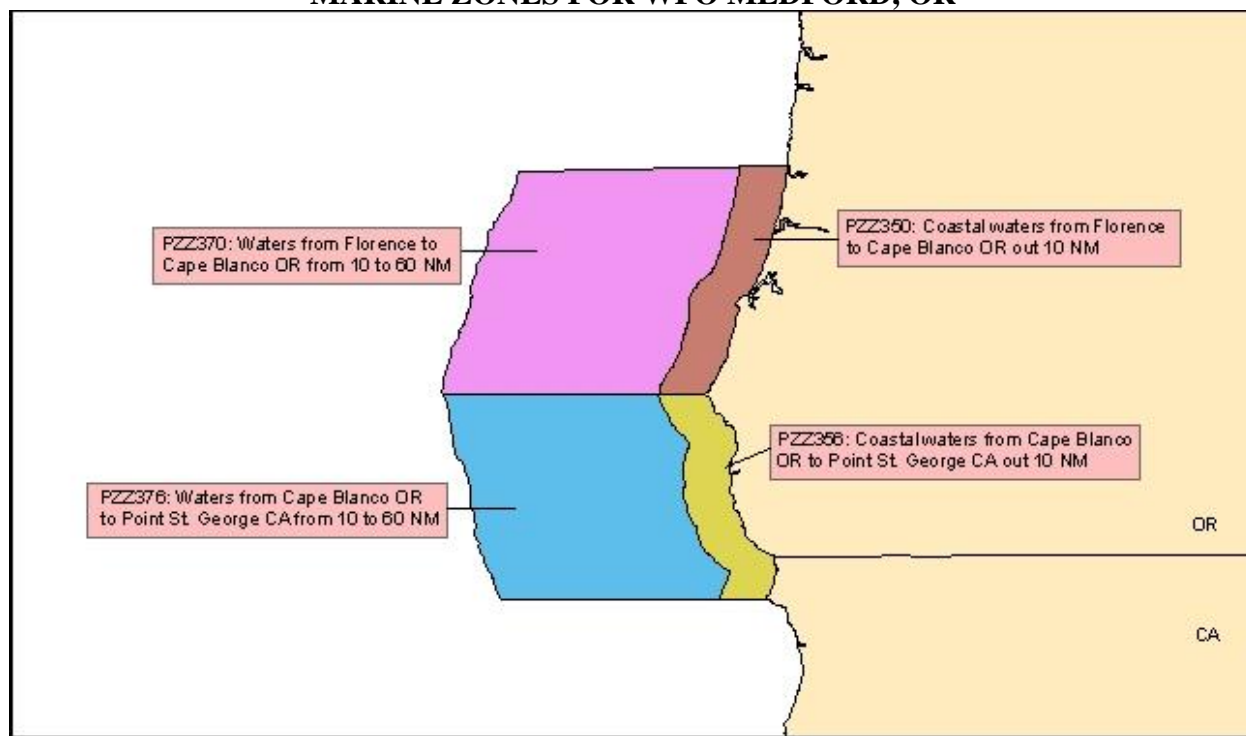 MARINE ZONES FOR WFO MEDFORD, OR
PZZ370: Waters from Florence to
Cape Blanco OR from 10 to 60 NM
PZZ350: Coastal waters from Florence
to Cape Blanco OR out 10 NM
PZZ356: Coastal waters from Cape Blanco
OR to Point St. George CA out 10 NM
PZZ376: Waters from Cape Blanco OR
to Point St. George CA from 10 to 60 NM
OR
CA